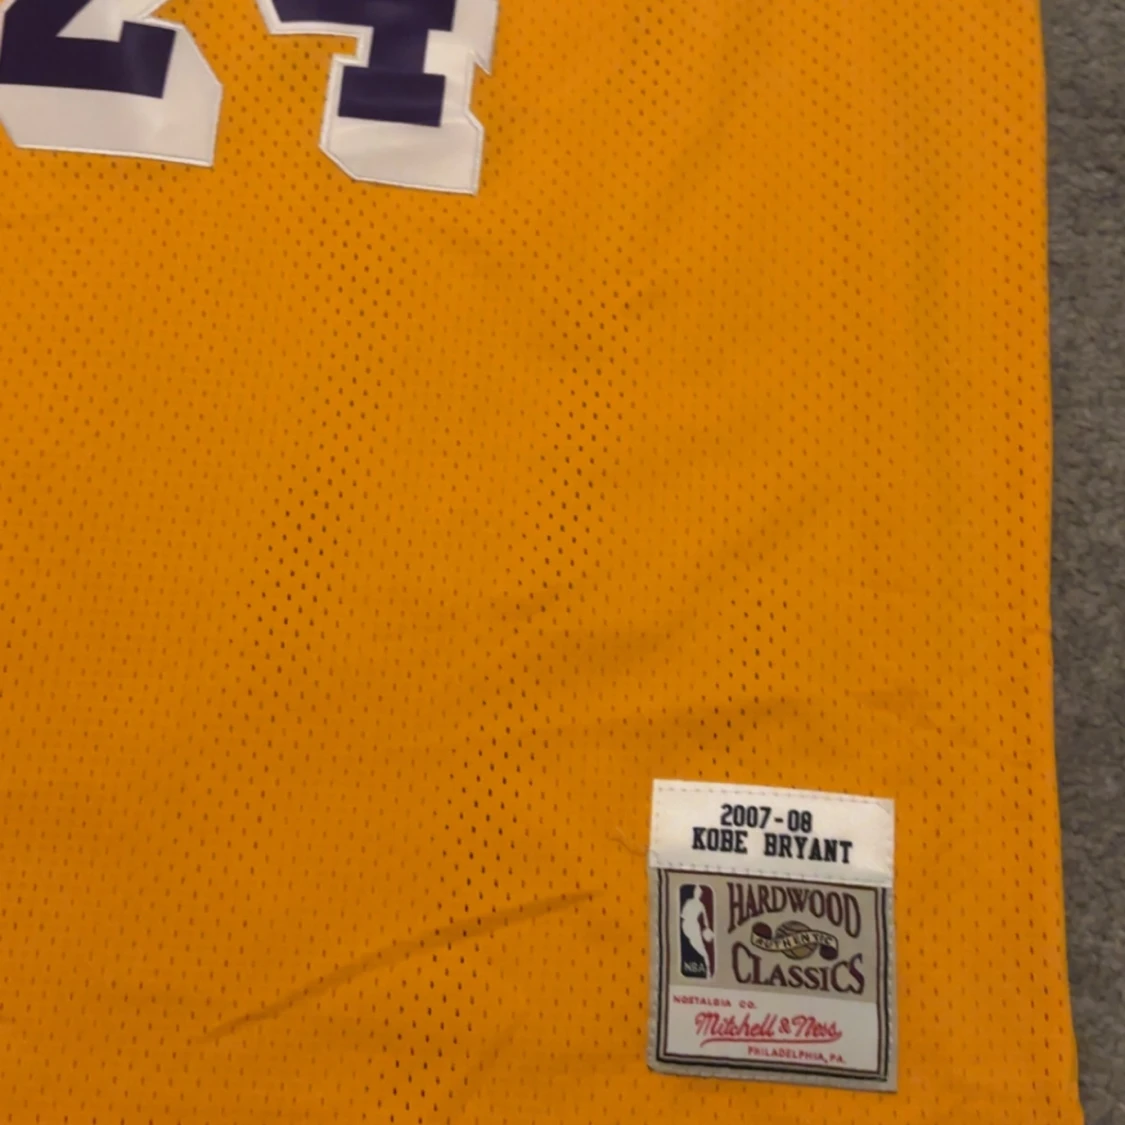 24
2007-08
KOBE BRYANT
HARDWOOD
AUTHENTIC
CLASSICS
NBA
NOSTALGIA CO.
Mitchell & Ness
PHILADELPHIA, PA.